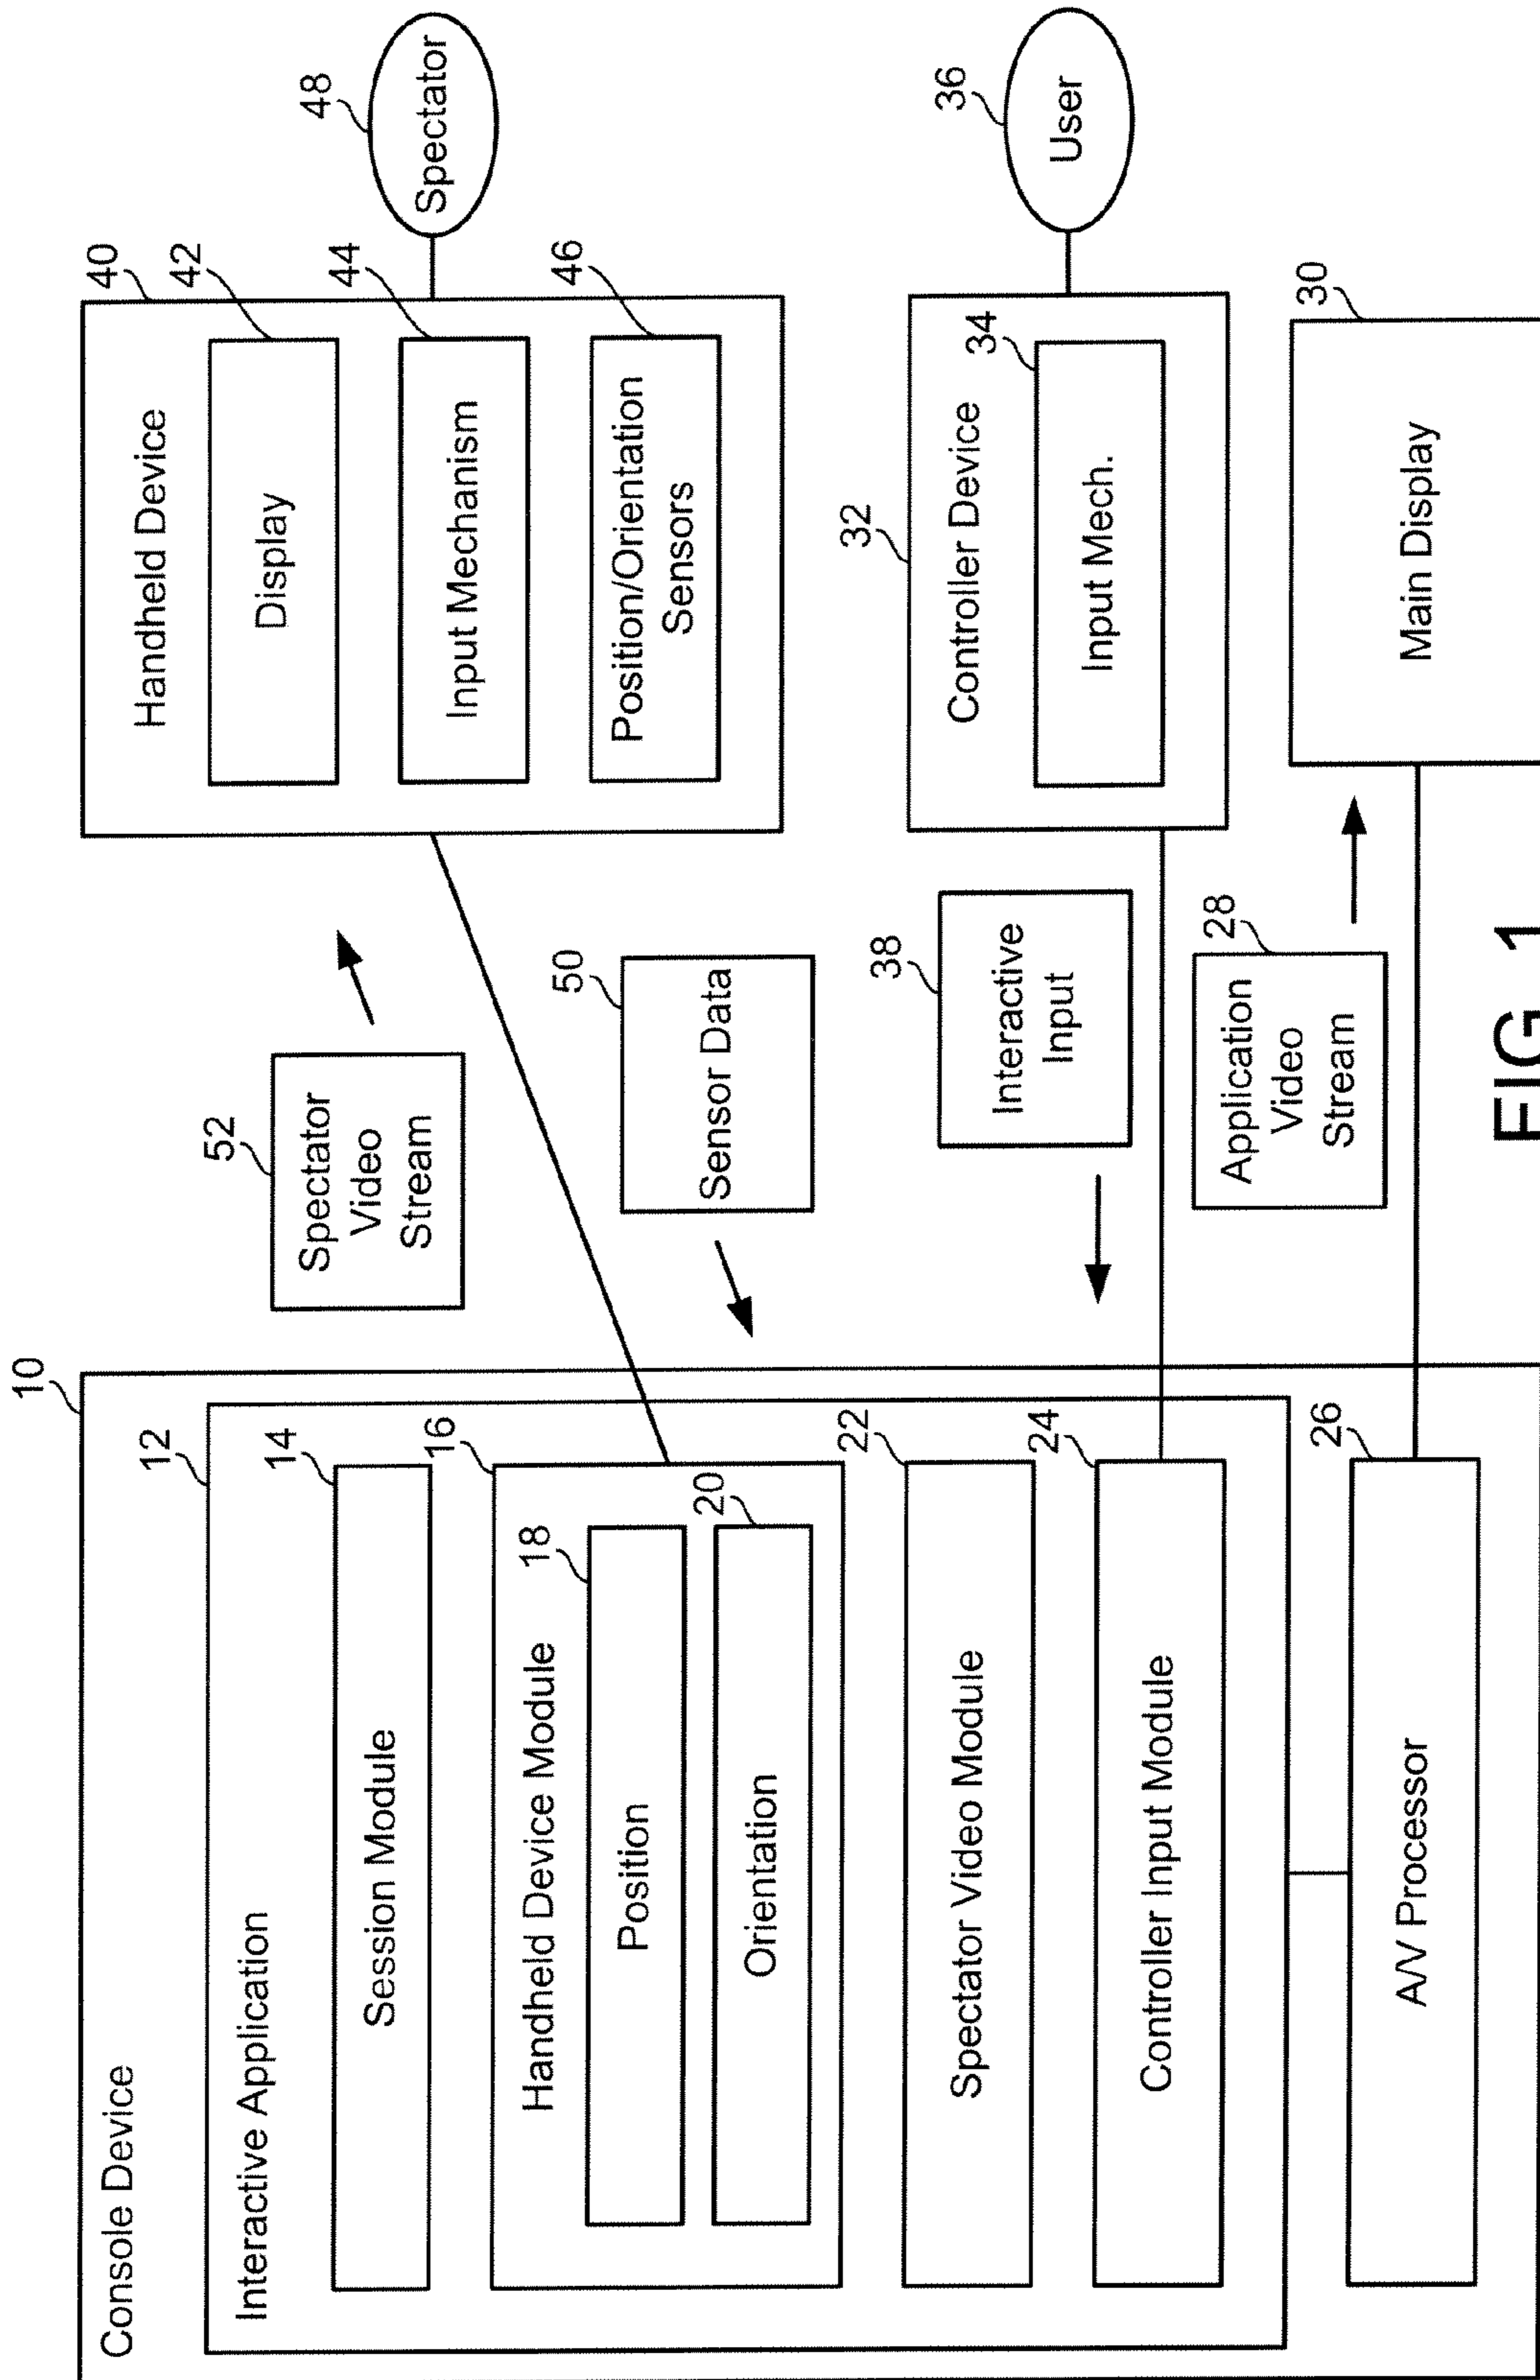 Console Device
10
Interactive Application
12
Session Module
14
Handheld Device Module
16
Position
18
Orientation
20
Spectator Video Module
22
Controller Input Module
24
A/V Processor
26
Spectator
Video
Stream
52
Sensor Data
50
Interactive
Input
38
Application
Video
Stream
28
Handheld Device
40
Display
42
Input Mechanism
44
Position/Orientation
Sensors
46
Spectator
48
Controller Device
32
Input Mech.
34
User
36
Main Display
30
FIG. 1